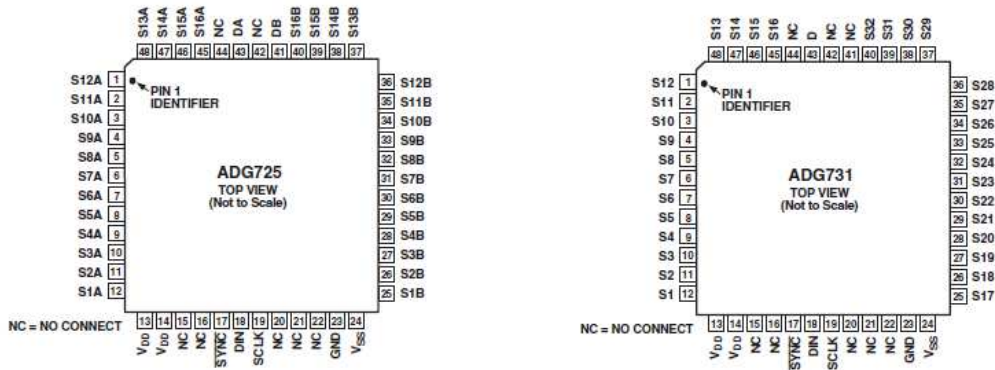 S13A S14A S15A S16A NC DA NC DB S16B S15B S14B S13B
48 47 46 45 44 43 42 41 40 39 38 37
S12A 1
S11A 2
S10A 3
S9A 4
S8A 5
S7A 6
S6A 7
S5A 8
S4A 9
S3A 10
S2A 11
S1A 12
PIN 1
IDENTIFIER
ADG725
TOP VIEW
(Not to Scale)
36 S12B
35 S11B
34 S10B
33 S9B
32 S8B
31 S7B
30 S6B
29 S5B
28 S4B
27 S3B
26 S2B
25 S1B
13 14 15 16 17 18 19 20 21 22 23 24
VDD VDD NC NC SYNC DIN SCLK NC NC NC GND VSS
NC = NO CONNECT
S13 S14 S15 S16 NC D NC NC S32 S31 S30 S29
48 47 46 45 44 43 42 41 40 39 38 37
S12 1
S11 2
S10 3
S9 4
S8 5
S7 6
S6 7
S5 8
S4 9
S3 10
S2 11
S1 12
PIN 1
IDENTIFIER
ADG731
TOP VIEW
(Not to Scale)
36 S28
35 S27
34 S26
33 S25
32 S24
31 S23
30 S22
29 S21
28 S20
27 S19
26 S18
25 S17
13 14 15 16 17 18 19 20 21 22 23 24
VDD VDD NC NC SYNC DIN SCLK NC NC NC GND VSS
NC = NO CONNECT